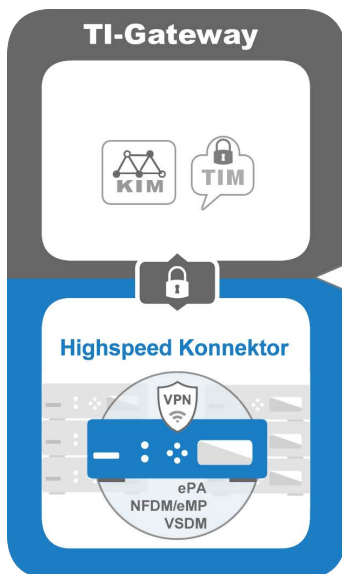 TI-Gateway
KIM
TIM
Highspeed Konnektor
VPN
ePA
NFDM/eMP
VSDM